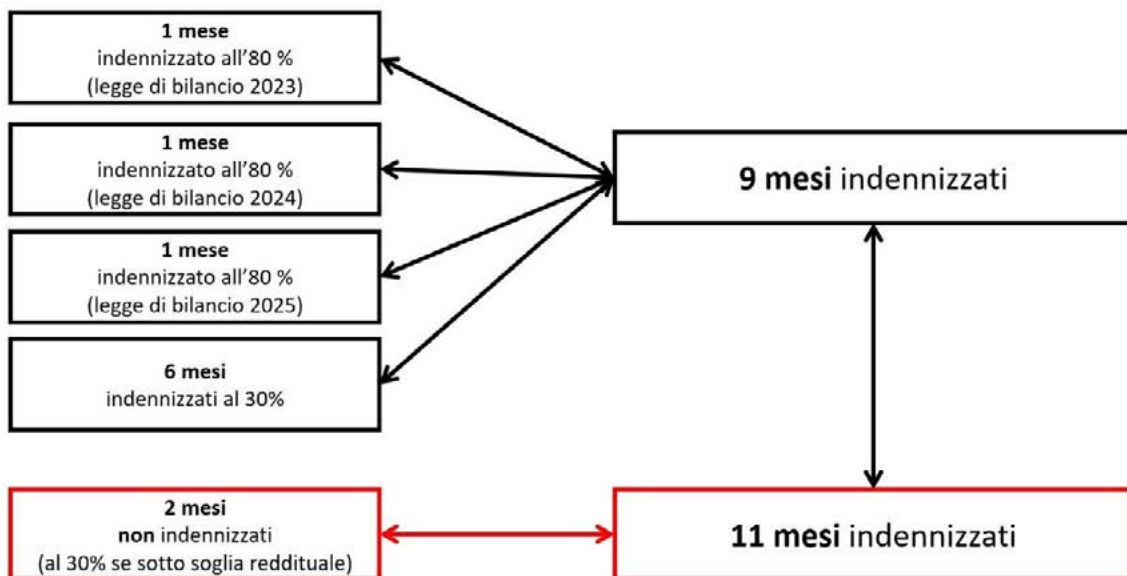 1 mese
indennizzato all'80 %
(legge di bilancio 2023)
1 mese
indennizzato all'80 %
(legge di bilancio 2024)
1 mese
indennizzato all'80 %
(legge di bilancio 2025)
6 mesi
indennizzati al 30%
9 mesi indennizzati
2 mesi
non indennizzati
(al 30% se sotto soglia reddituale)
11 mesi indennizzati